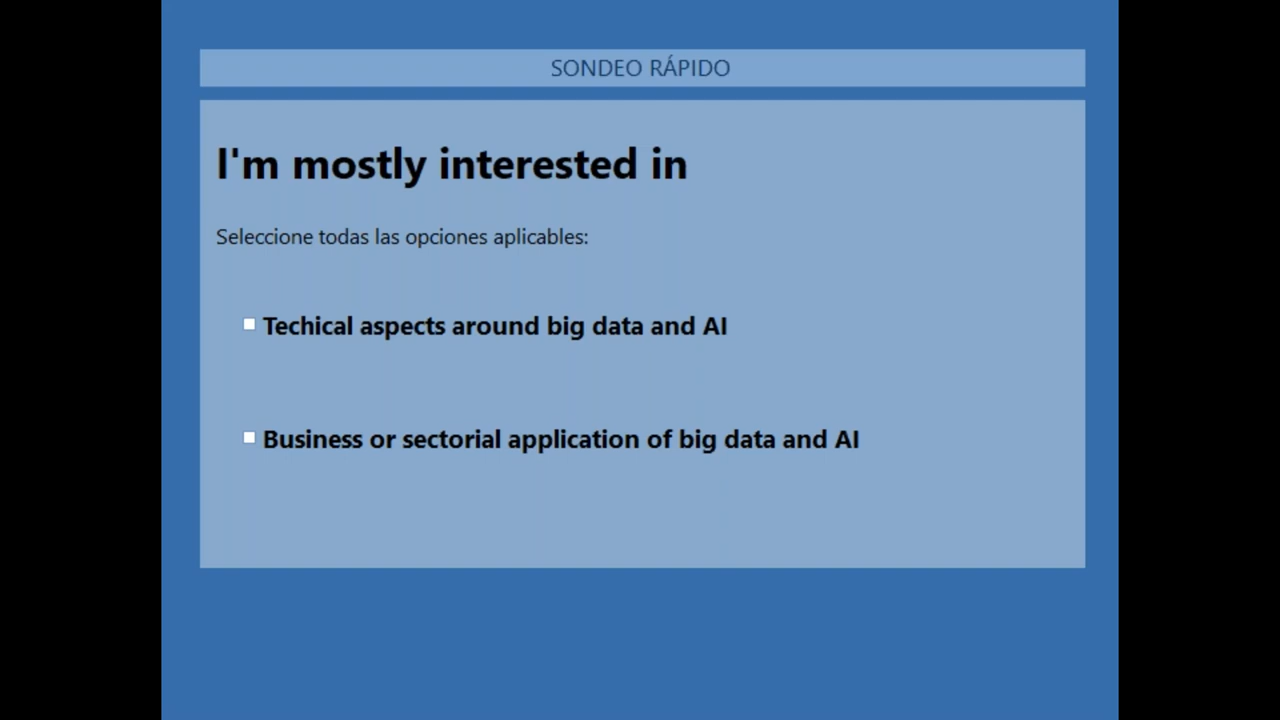 SONDEO RÁPIDO
I'm mostly interested in
Seleccione todas las opciones aplicables:
Techical aspects around big data and AI
Business or sectorial application of big data and AI